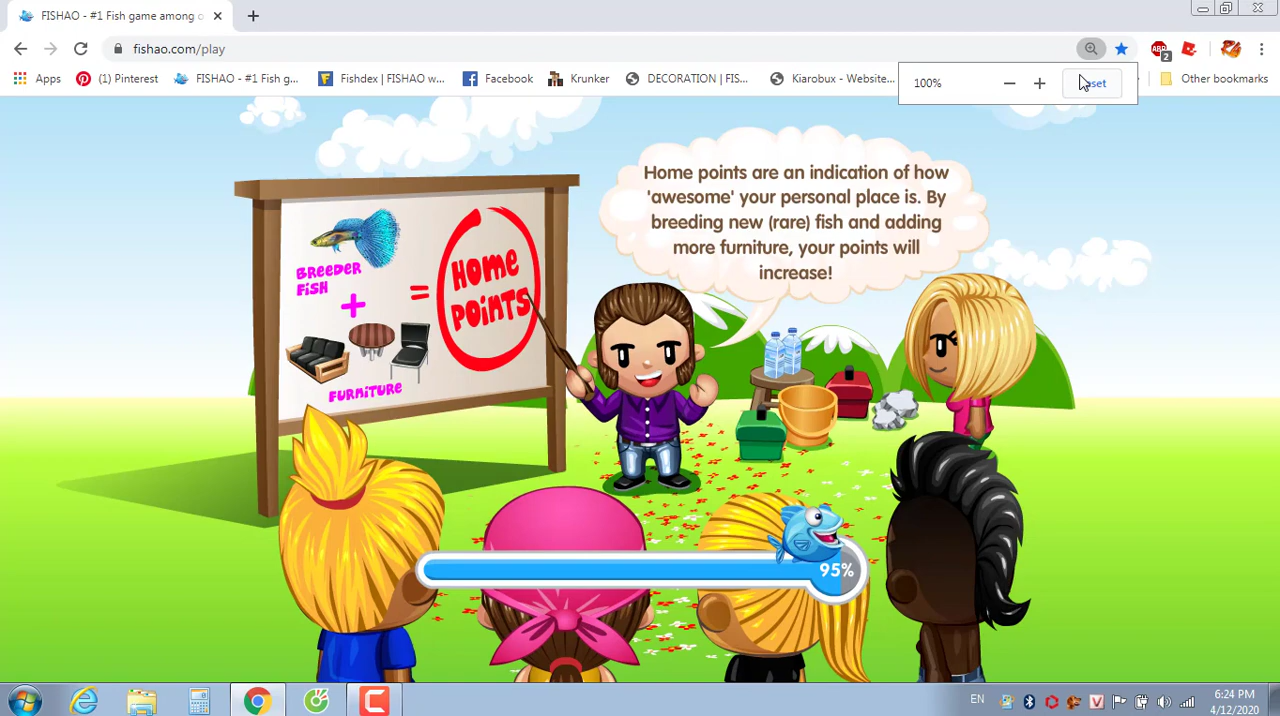 FISHAO - #1 Fish game among o
fishao.com/play
ABP
2
Apps
(1) Pinterest
FISHAO - #1 Fish g...
Fishdex | FISHAO w...
Facebook
Krunker
DECORATION _FIS...
Kiarobux - Website...
Other bookmarks
100%
Home points are an indication of how
'awesome' your personal place is. By
breeding new (rare) fish and adding
more furniture, your points will
increase!
BREEDER
FISH
+
=
HOME
POINTS
FURNITURE
95%
EN
6:24 PM
4/12/2020